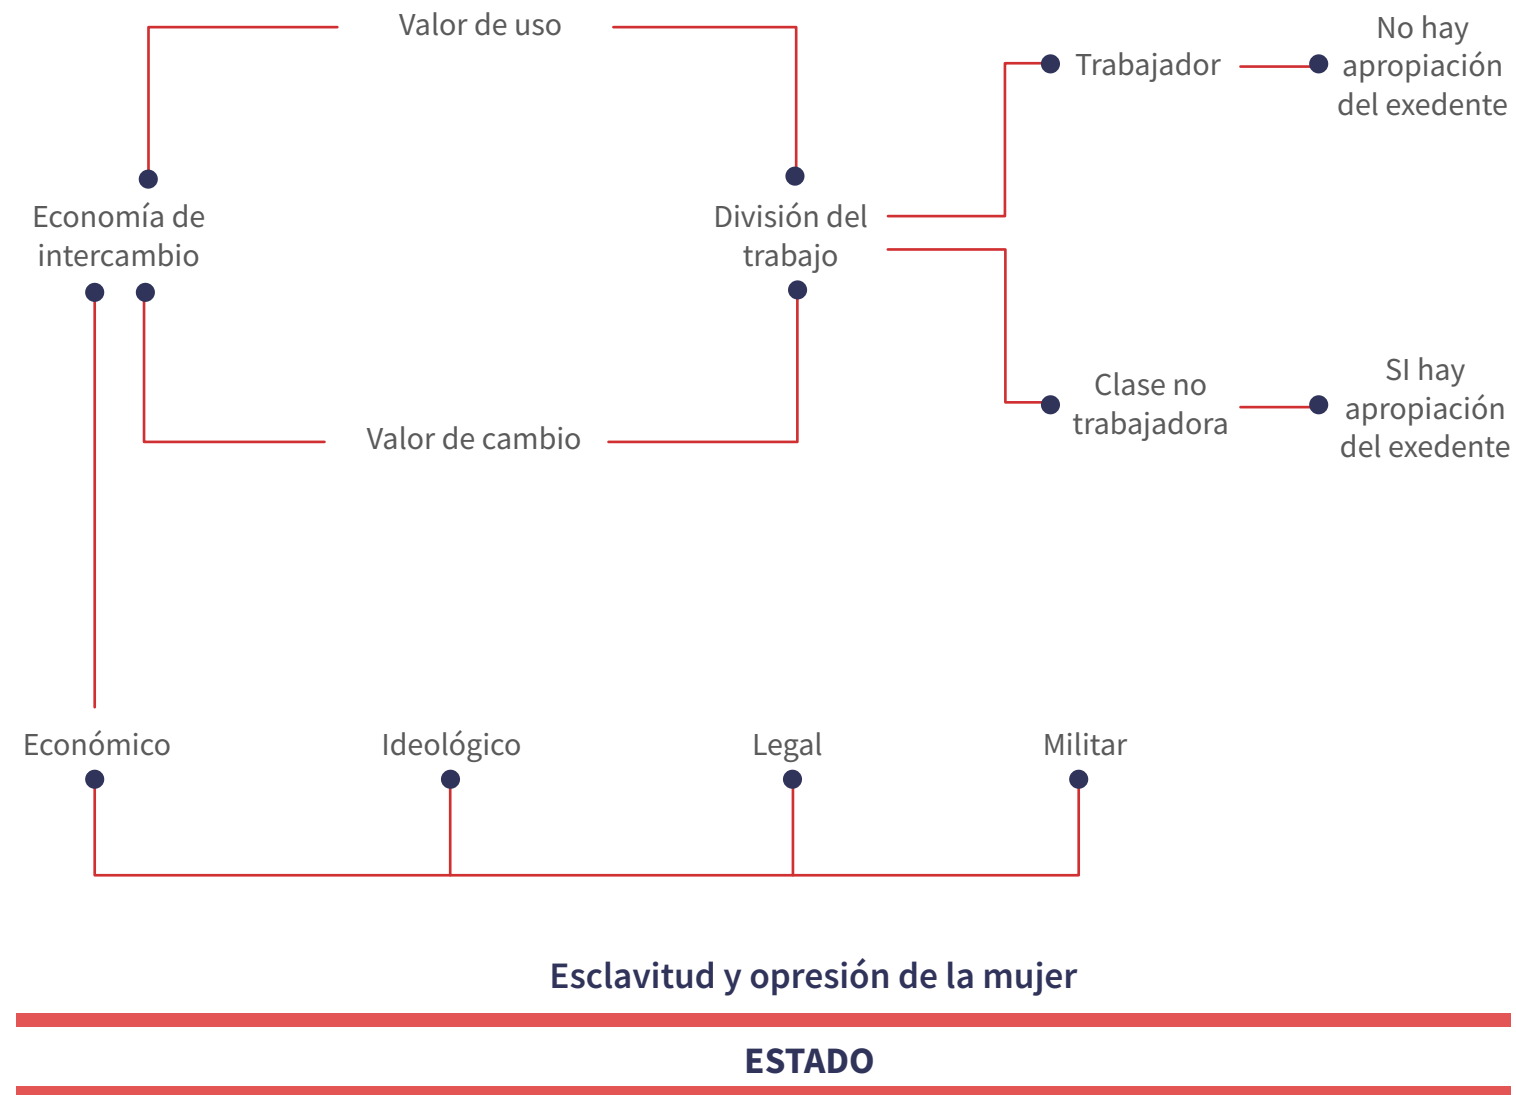 Valor de uso
Trabajador
No hay
apropiación
del exedente
Economía de
intercambio
División del
trabajo
Clase no
trabajadora
SI hay
apropiación
del exedente
Valor de cambio
Económico
Ideológico
Legal
Militar
Esclavitud y opresión de la mujer
ESTADO